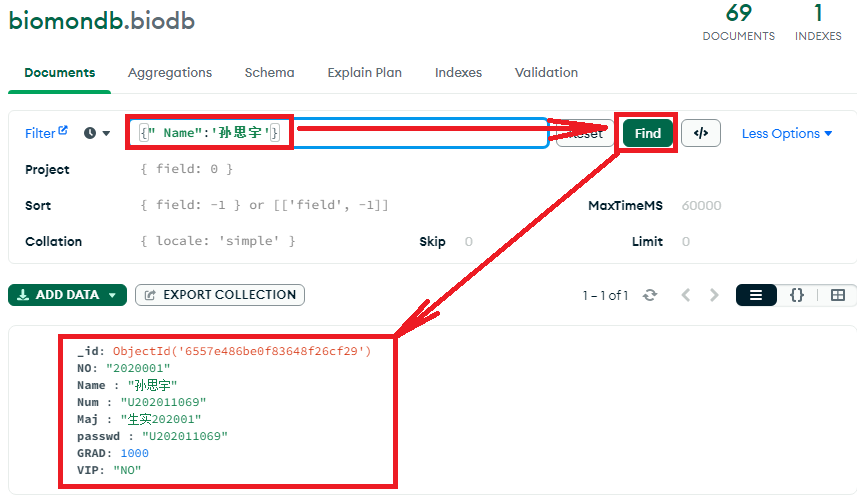 biomondb.biodb
69
DOCUMENTS
1
INDEXES
Documents
Aggregations
Schema
Explain Plan
Indexes
Validation
Filter
{" Name":'孙思宇'}
Reset
Find
</>
Less Options
Project
{ field: 0 }
Sort
{ field: -1 } or [['field', -1]]
MaxTimeMS
60000
Collation
{ locale: 'simple' }
Skip
0
Limit
0
ADD DATA
EXPORT COLLECTION
1 – 1 of 1
{}
_id: ObjectId('6557e486be0f83648f26cf29')
NO: "2020001"
Name : "孙思宇"
Num : "U202011069"
Maj : "生实202001"
passwd : "U202011069"
GRAD: 1000
VIP: "NO"